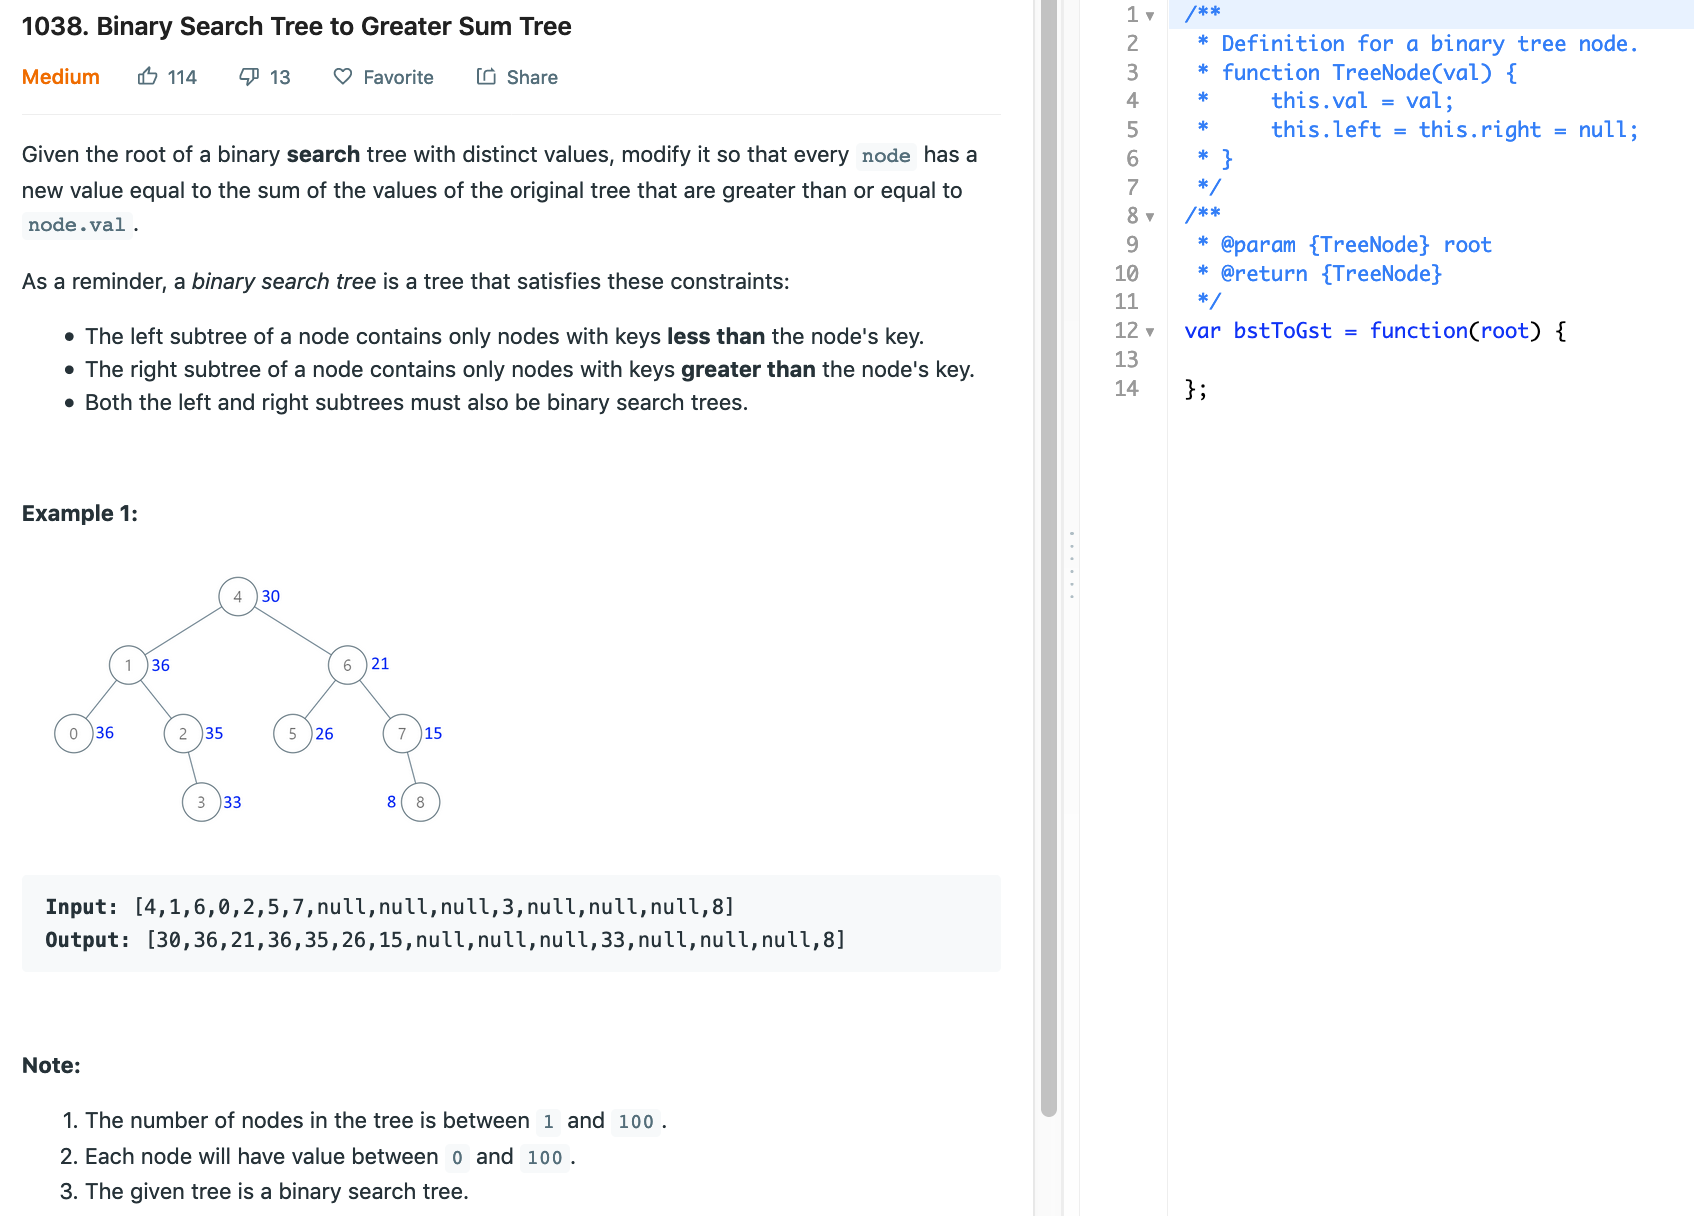 1038. Binary Search Tree to Greater Sum Tree
Medium 114 13 Favorite Share
Given the root of a binary search tree with distinct values, modify it so that every node has a
new value equal to the sum of the values of the original tree that are greater than or equal to
node.val .
As a reminder, a binary search tree is a tree that satisfies these constraints:
• The left subtree of a node contains only nodes with keys less than the node's key.
• The right subtree of a node contains only nodes with keys greater than the node's key.
• Both the left and right subtrees must also be binary search trees.
Example 1:
4 30
1 36 6 21
0 36 2 35 5 26 7 15
3 33 8 8
Input: [4,1,6,0,2,5,7,null,null,null,3,null,null,null,8]
Output: [30,36,21,36,35,26,15,null,null,null,33,null,null,null,8]
Note:
1. The number of nodes in the tree is between 1 and 100 .
2. Each node will have value between 0 and 100 .
3. The given tree is a binary search tree.
1 /**
2 * Definition for a binary tree node.
3 * function TreeNode(val) {
4 *     this.val = val;
5 *     this.left = this.right = null;
6 * }
7 */
8 /**
9 * @param {TreeNode} root
10 * @return {TreeNode}
11 */
12 var bstToGst = function(root) {
13
14 };